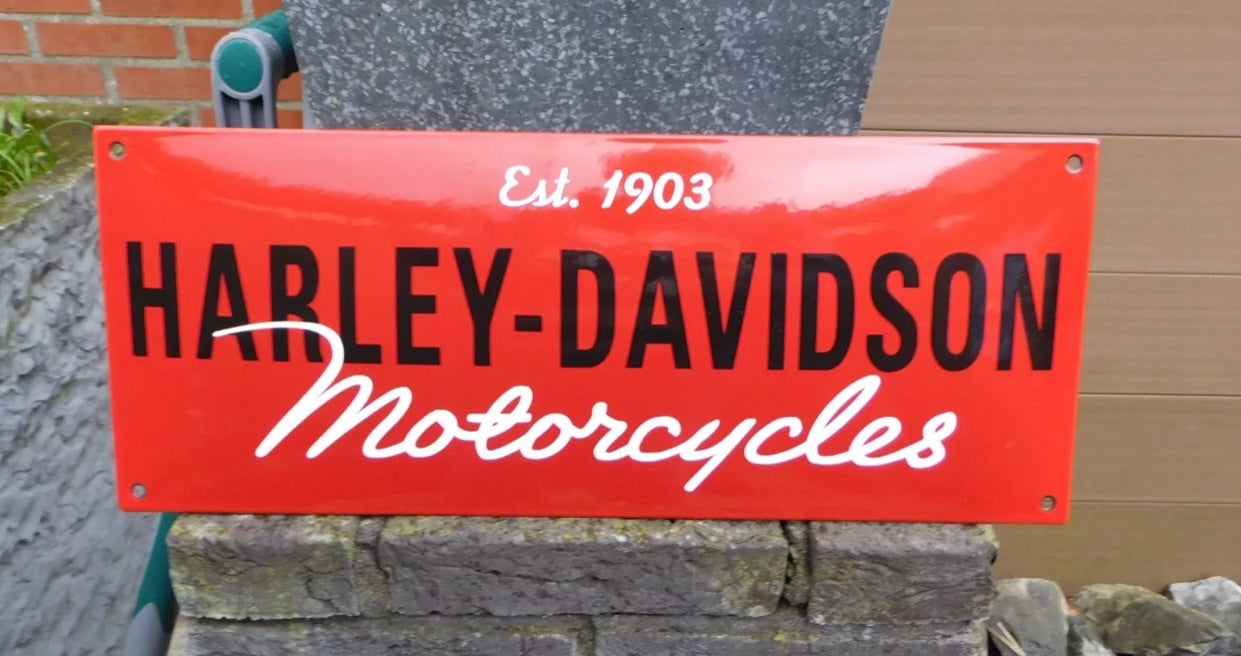 Est. 1903
HARLEY-DAVIDSON
Motorcycles